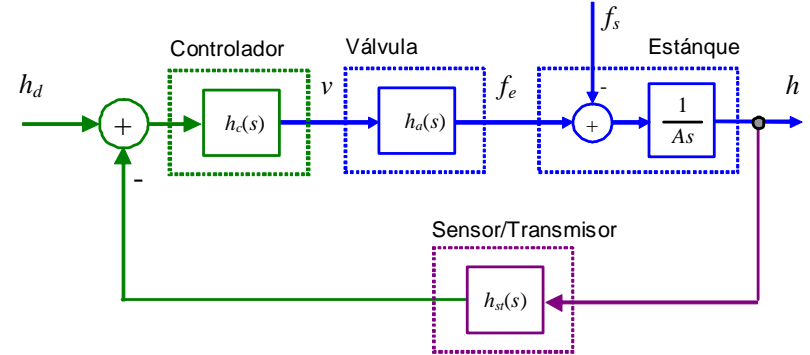 Controlador
Válvula
f_s
Estánque
h_d
+
-
h_c(s)
v
h_a(s)
f_e
-
+
1
As
h
Sensor/Transmisor
h_st(s)